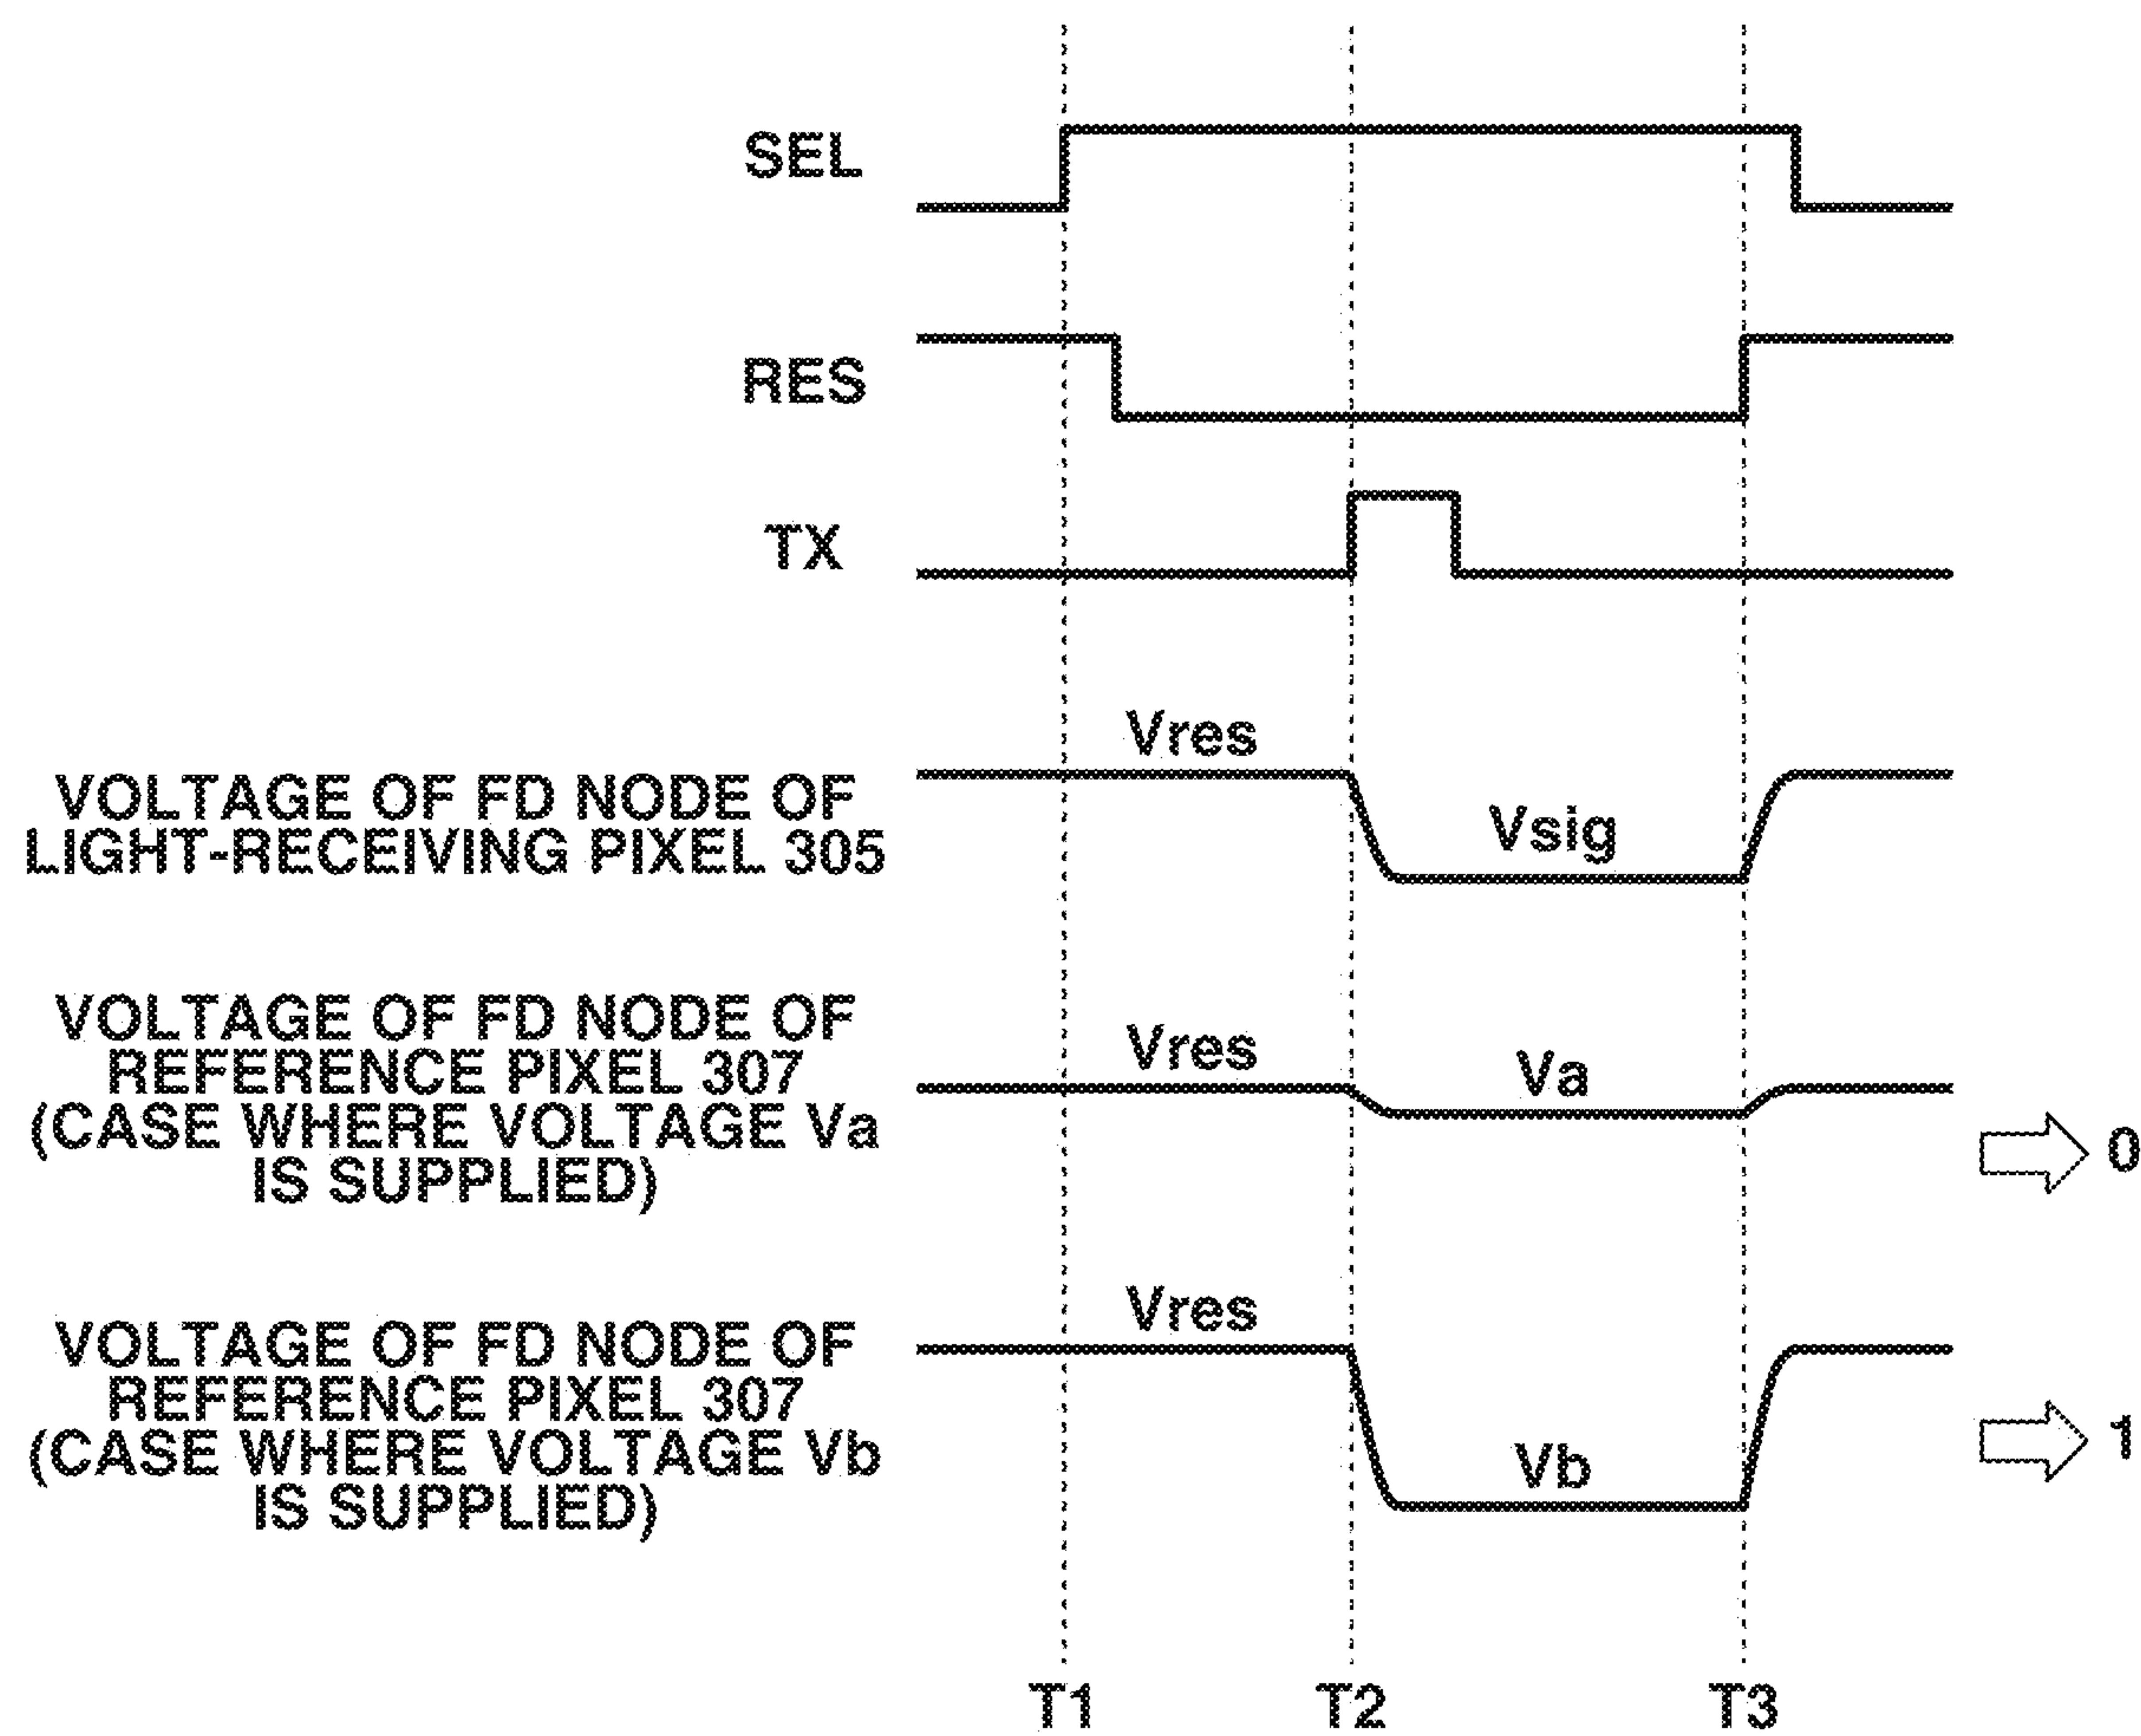 SEL
RES
TX
Vres
VOLTAGE OF FD NODE OF
LIGHT-RECEIVING PIXEL 305
Vsig
VOLTAGE OF FD NODE OF
REFERENCE PIXEL 307
(CASE WHERE VOLTAGE Va
IS SUPPLIED)
Vres
Va
0
VOLTAGE OF FD NODE OF
REFERENCE PIXEL 307
(CASE WHERE VOLTAGE Vb
IS SUPPLIED)
Vres
Vb
1
T1 T2 T3